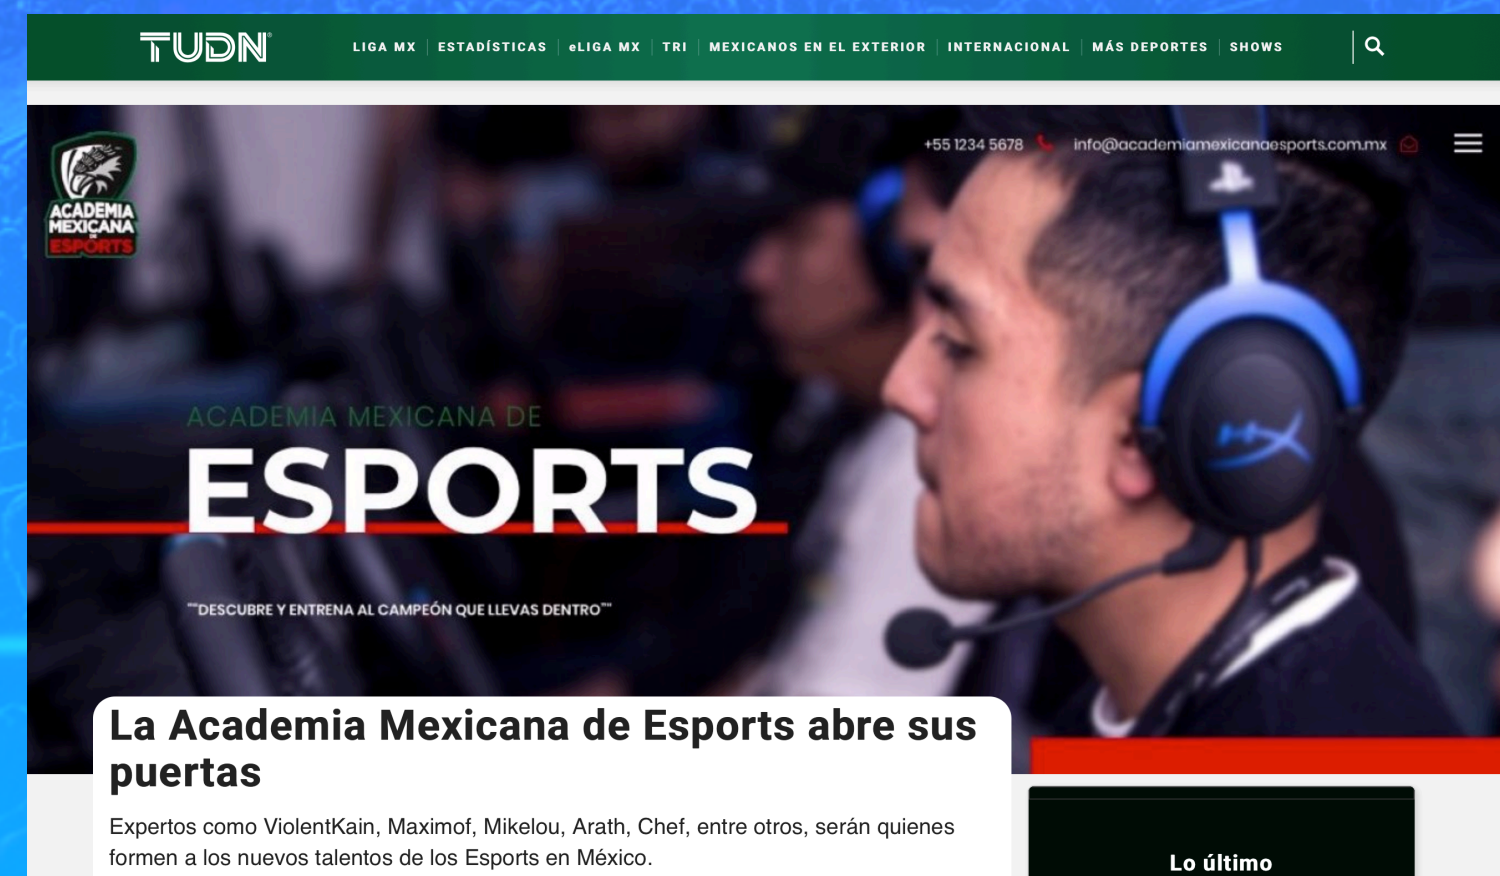 TUDN
LIGA MX
ESTADÍSTICAS
eLIGA MX
TRI
MEXICANOS EN EL EXTERIOR
INTERNACIONAL
MÁS DEPORTES
SHOWS
+55 1234 5678
info@academiamexicanaesports.com.mx
ACADEMIA
MEXICANA
DE
ESPORTS
ACADEMIA MEXICANA DE
ESPORTS
""DESCUBRE Y ENTRENA AL CAMPEÓN QUE LLEVAS DENTRO""
HX
La Academia Mexicana de Esports abre sus
puertas
Expertos como ViolentKain, Maximof, Mikelou, Arath, Chef, entre otros, serán quienes
formen a los nuevos talentos de los Esports en México.
Lo último